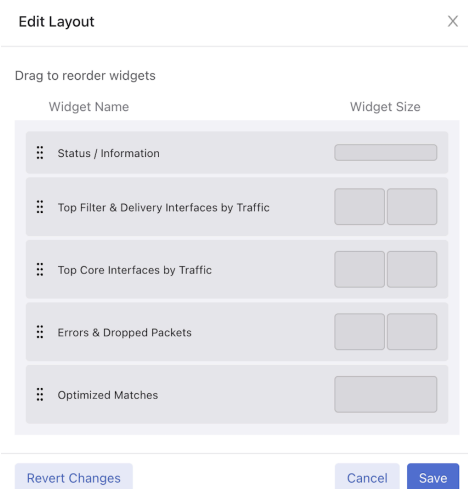 Edit Layout
Drag to reorder widgets
Widget Name Widget Size
Status / Information
Top Filter & Delivery Interfaces by Traffic
Top Core Interfaces by Traffic
Errors & Dropped Packets
Optimized Matches
Revert Changes Cancel Save